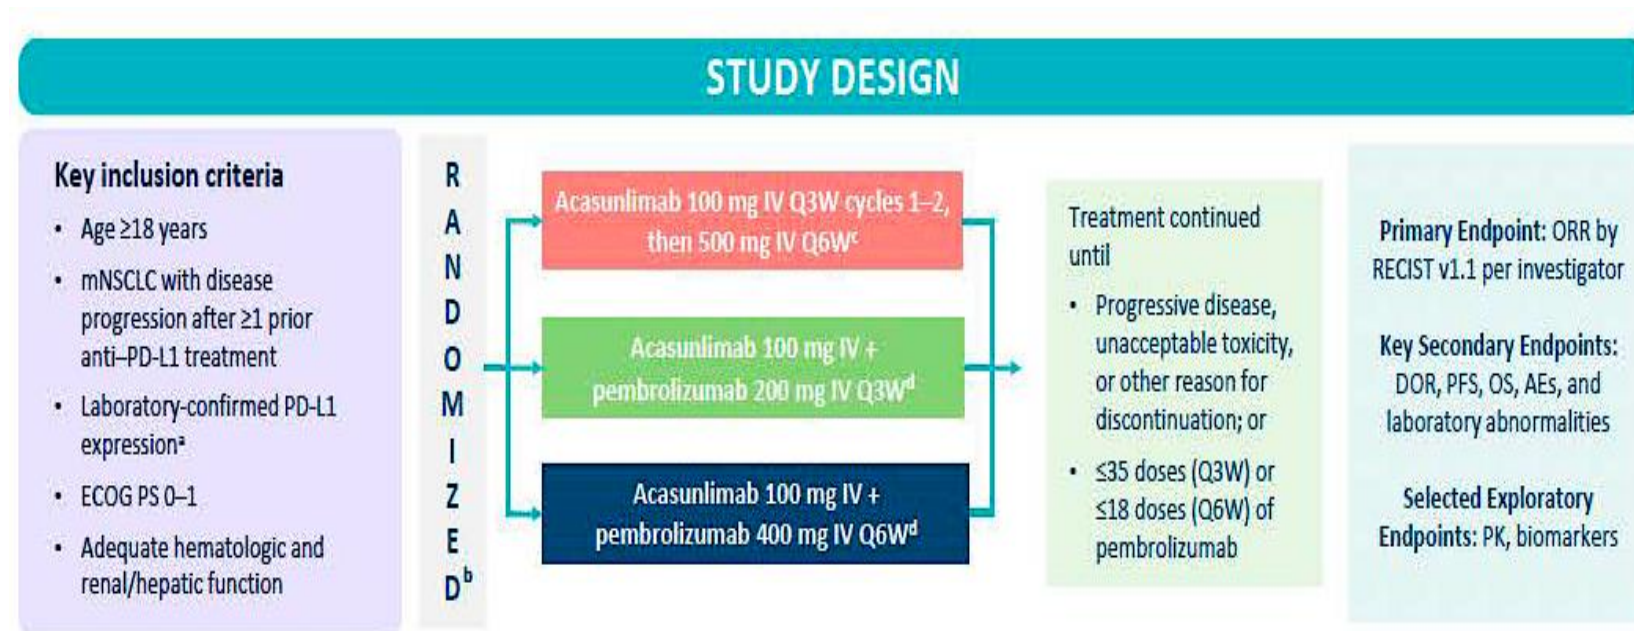 STUDY DESIGN
Key inclusion criteria
• Age ≥18 years
• mNSCLC with disease
progression after ≥1 prior
anti–PD-L1 treatment
• Laboratory-confirmed PD-L1
expressionᵃ
• ECOG PS 0–1
• Adequate hematologic and
renal/hepatic function
R
A
N
D
O
M
I
Z
E
Dᵇ
Acasunlimab 100 mg IV Q3W cycles 1–2,
then 500 mg IV Q6Wᶜ
Acasunlimab 100 mg IV +
pembrolizumab 200 mg IV Q3Wᵈ
Acasunlimab 100 mg IV +
pembrolizumab 400 mg IV Q6Wᵈ
Treatment continued
until
• Progressive disease,
unacceptable toxicity,
or other reason for
discontinuation; or
• ≤35 doses (Q3W) or
≤18 doses (Q6W) of
pembrolizumab
Primary Endpoint: ORR by
RECIST v1.1 per investigator
Key Secondary Endpoints:
DOR, PFS, OS, AEs, and
laboratory abnormalities
Selected Exploratory
Endpoints: PK, biomarkers